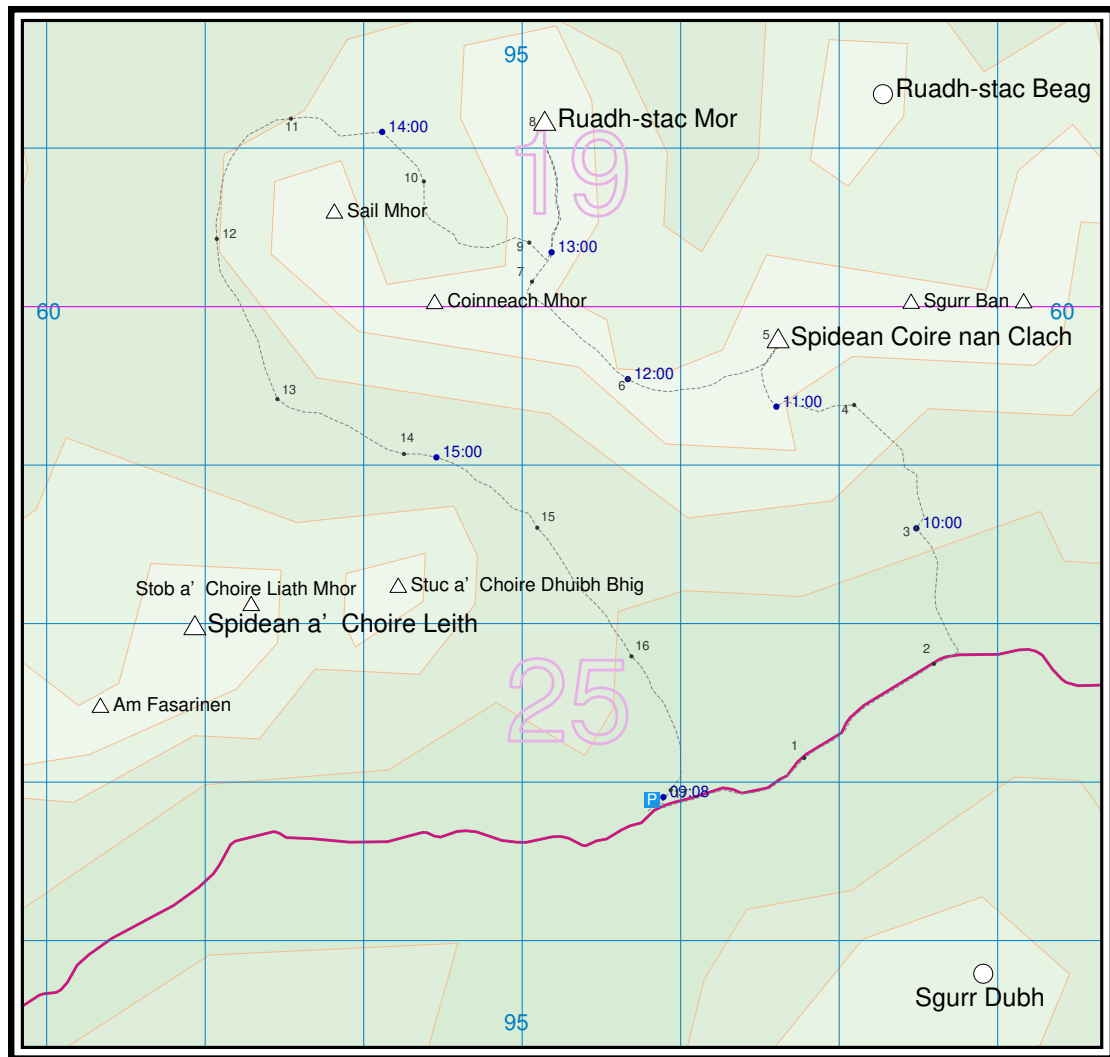 95
Ruadh-stac Beag
11
14:00
8
Ruadh-stac Mor
19
10
Sail Mhor
12
9
13:00
7
Coinneach Mhor
Sgurr Ban
60
60
5
Spidean Coire nan Clach
12:00
6
11:00
4
13
14
15:00
15
3
10:00
Stob a’ Choire Liath Mhor
Stuc a’ Choire Dhuibh Bhig
Spidean a’ Choire Leith
16
2
25
Am Fasarinen
1
P
09:08
Sgurr Dubh
95